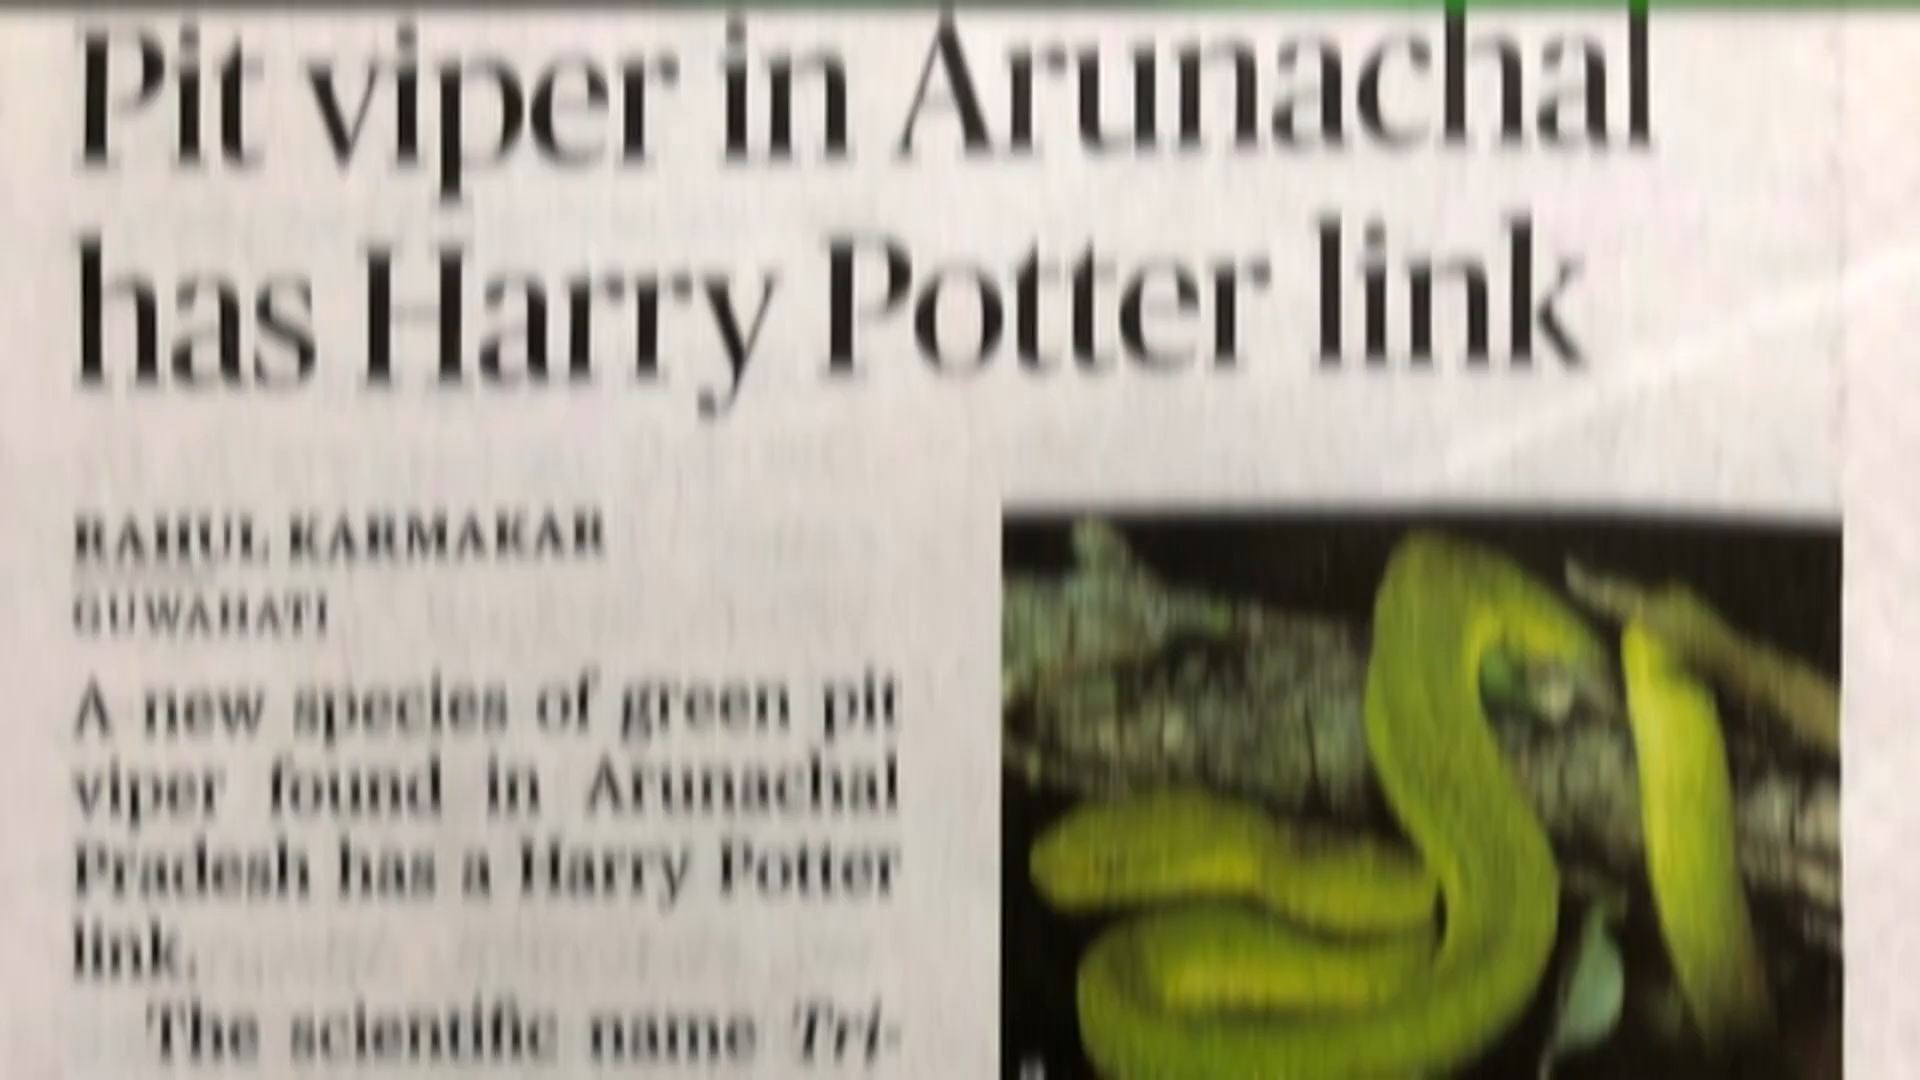 Pit viper in Arunachal
has Harry Potter link
RAHUL KARMAKAR
GUWAHATI
A new species of green pit
viper found in Arunachal
Pradesh has a Harry Potter
link.
The scientific name Tri-